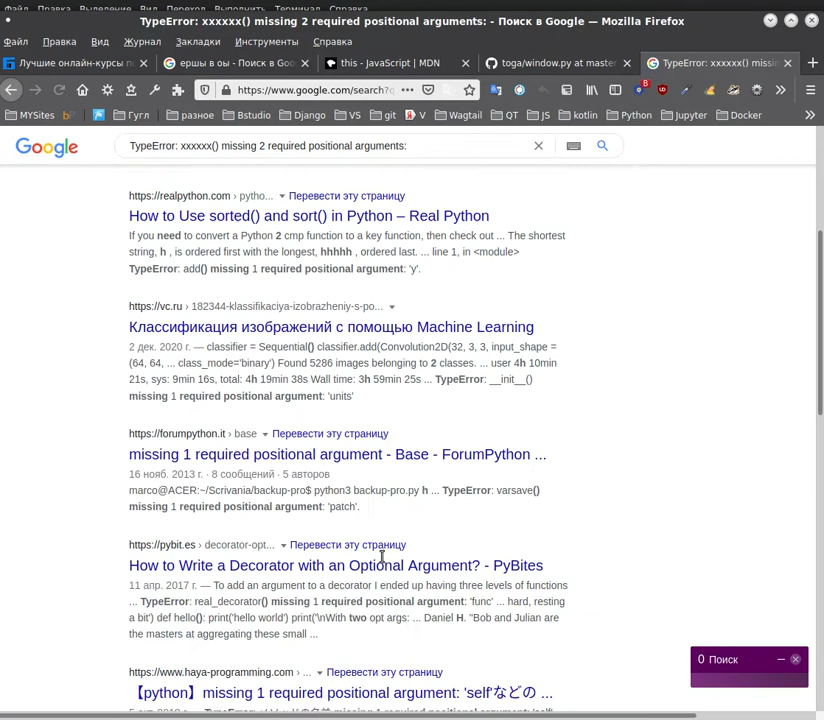 TypeError: xxxxxx() missing 2 required positional arguments: - Поиск в Google — Mozilla Firefox
Файл Правка Вид Журнал Закладки Инструменты Справка
Лучшие онлайн-курсы п
ершы в оы - Поиск в Goo
this - JavaScript | MDN
toga/window.py at master
TypeError: xxxxxx() missin
https://www.google.com/search?q
MYSites Гугл разное Bstudio Django VS git V Wagtail QT JS kotlin Python Jupyter Docker
Google
TypeError: xxxxxx() missing 2 required positional arguments:
https://realpython.com › pytho... Перевести эту страницу
How to Use sorted() and sort() in Python – Real Python
If you need to convert a Python 2 cmp function to a key function, then check out ... The shortest
string, h , is ordered first with the longest, hhhhh , ordered last. ... line 1, in <module>
TypeError: add() missing 1 required positional argument: 'y'.
https://vc.ru › 182344-klassifikaciya-izobrazheniy-s-po...
Классификация изображений с помощью Machine Learning
2 дек. 2020 г. — classifier = Sequential() classifier.add(Convolution2D(32, 3, 3, input_shape =
(64, 64, ... class_mode='binary') Found 5286 images belonging to 2 classes. ... user 4h 10min
21s, sys: 9min 16s, total: 4h 19min 38s Wall time: 3h 59min 25s ... TypeError: __init__()
missing 1 required positional argument: 'units'
https://forumpython.it › base Перевести эту страницу
missing 1 required positional argument - Base - ForumPython ...
16 нояб. 2013 г. · 8 сообщений · 5 авторов
marco@ACER:~/Scrivania/backup-pro$ python3 backup-pro.py h ... TypeError: varsave()
missing 1 required positional argument: 'patch'.
https://pybit.es › decorator-opt... Перевести эту страницу
How to Write a Decorator with an Optional Argument? - PyBites
11 апр. 2017 г. — To add an argument to a decorator I ended up having three levels of functions
... TypeError: real_decorator() missing 1 required positional argument: 'func' ... hard, resting
a bit') def hello(): print('hello world') print('\nWith two opt args: ... Daniel H. "Bob and Julian are
the masters at aggregating these small ...
0 Поиск
https://www.haya-programming.com › ... Перевести эту страницу
【python】missing 1 required positional argument: 'self'などの ...